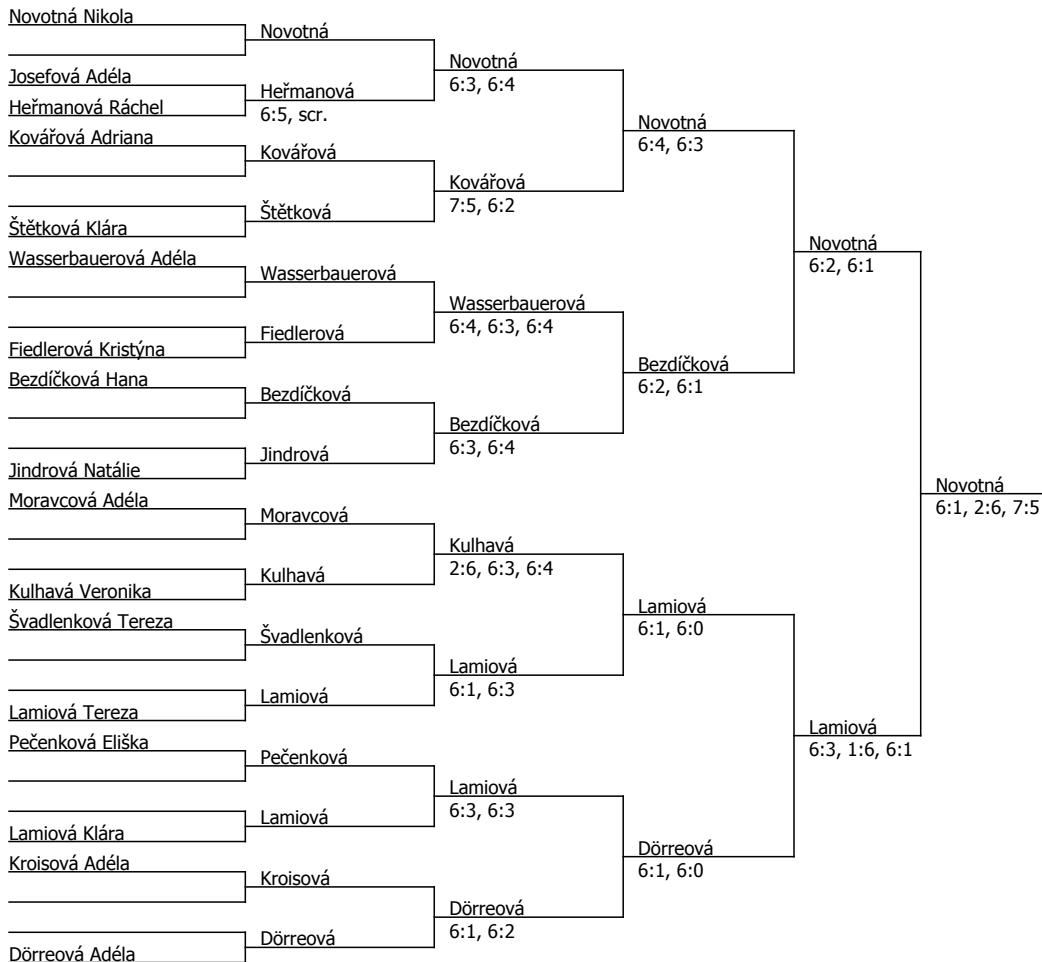 Novotná Nikola
Josefová Adéla
Heřmanová Ráchel
Kovářová Adriana
Štětková Klára
Wasserbauerová Adéla
Fiedlerová Kristýna
Bezdíčková Hana
Jindrová Natálie
Moravcová Adéla
Kulhavá Veronika
Švadlenková Tereza
Lamiová Tereza
Pečenková Eliška
Lamiová Klára
Kroisová Adéla
Dörreová Adéla
Novotná
Heřmanová
6:5, scr.
Kovářová
Štětková
Wasserbauerová
Fiedlerová
Bezdíčková
Jindrová
Moravcová
Kulhavá
Švadlenková
Lamiová
Pečenková
Lamiová
Kroisová
Dörreová
Novotná
6:3, 6:4
Kovářová
7:5, 6:2
Wasserbauerová
6:4, 6:3, 6:4
Bezdíčková
6:3, 6:4
Kulhavá
2:6, 6:3, 6:4
Lamiová
6:1, 6:3
Lamiová
6:3, 6:3
Dörreová
6:1, 6:2
Novotná
6:4, 6:3
Bezdíčková
6:2, 6:1
Lamiová
6:1, 6:0
Dörreová
6:1, 6:0
Novotná
6:2, 6:1
Lamiová
6:3, 1:6, 6:1
Novotná
6:1, 2:6, 7:5